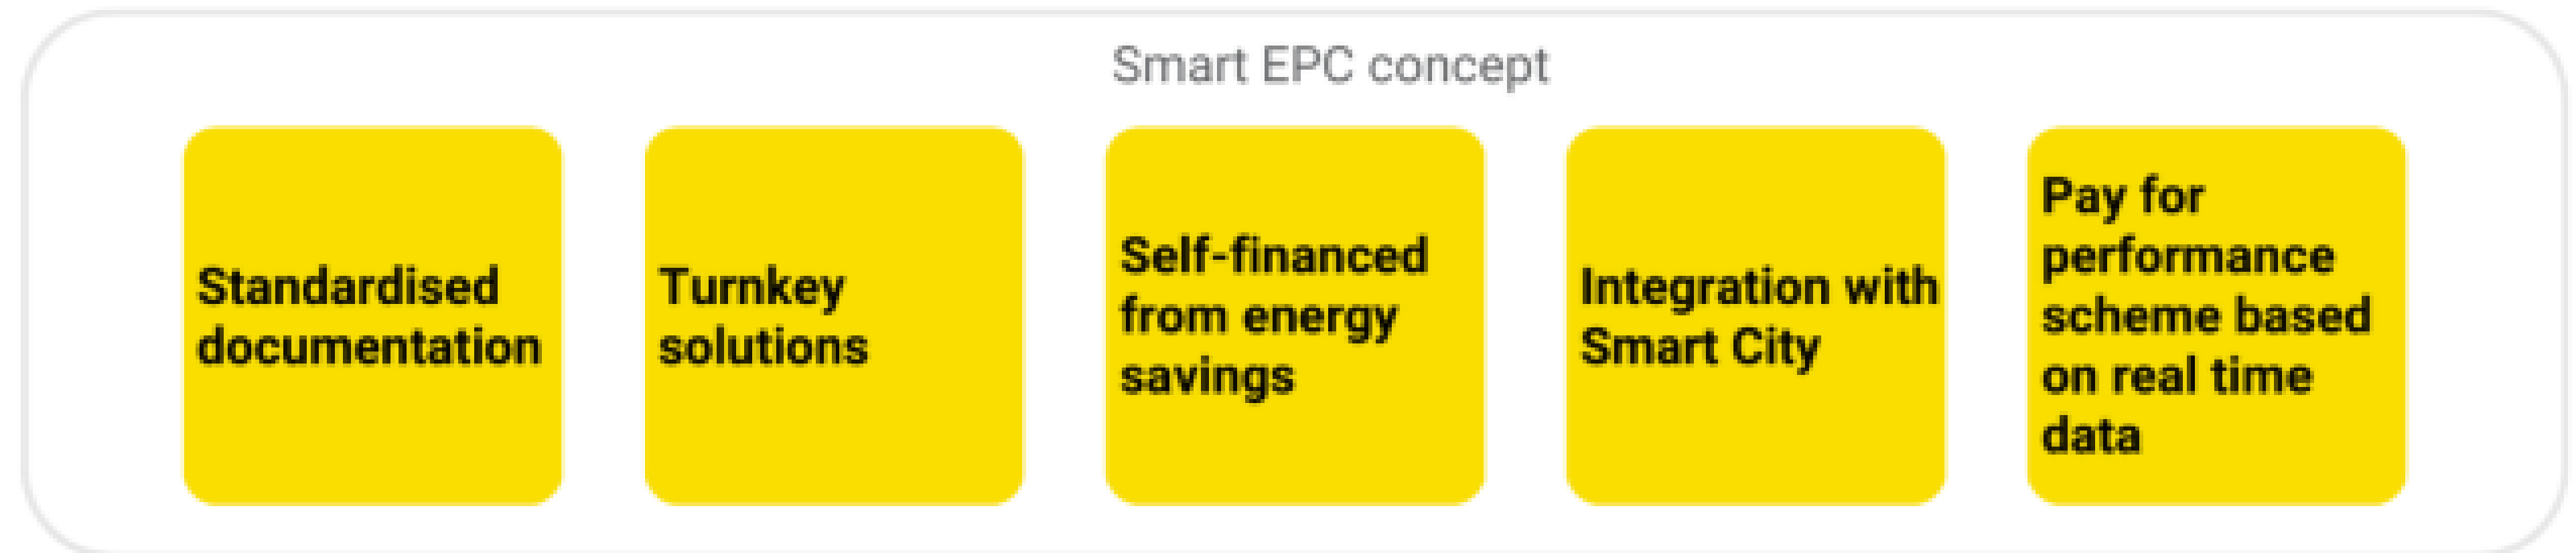 Smart EPC concept
Standardised
documentation
Turnkey
solutions
Self-financed
from energy
savings
Integration with
Smart City
Pay for
performance
scheme based
on real time
data